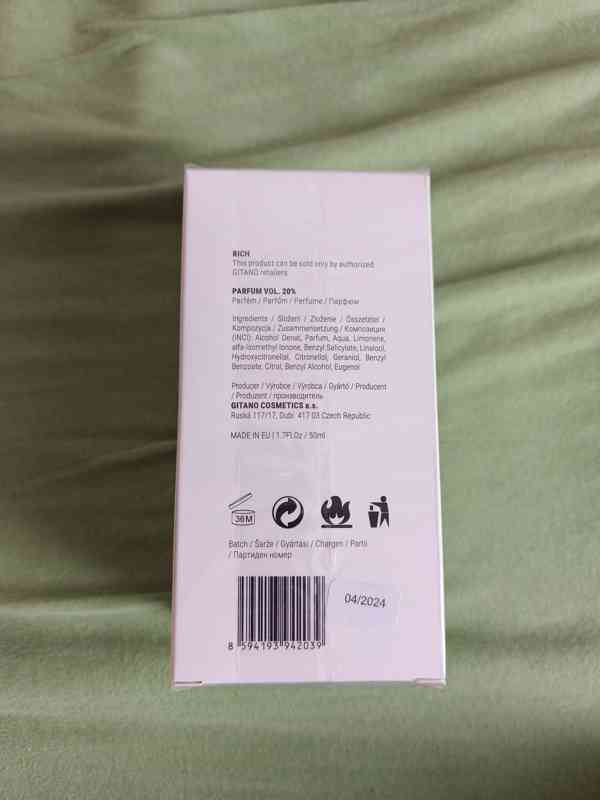 RICH
This product can be sold only by authorized
GITANO retailers
PARFUM VOL. 20%
Parfém / Parfőm / Perfume / Парфюм
Ingredients / Složení / Zloženie / Összetétel /
Kompozycja / Zusammensetzung / Композиция
(INCI): Alcohol Denat, Parfum, Aqua, Limonene,
alfa-Isomethyl Ionone, Benzyl Salicylate, Linalool,
Hydroxycitronellal, Citronellol, Geraniol, Benzyl
Benzoate, Citral, Benzyl Alcohol, Eugenol
Producer / Výrobce / Výrobca / Gyártó / Producent
/ Produzent / производитель
GITANO COSMETICS a.s.
Ruská 117/17, Dubí 417 03 Czech Republic
MADE IN EU | 1.7Fl.Oz / 50ml
36M
Batch / Šarže / Gyártási / Chargen / Partii
/ Партиден номер
04/2024
8 594193 942039